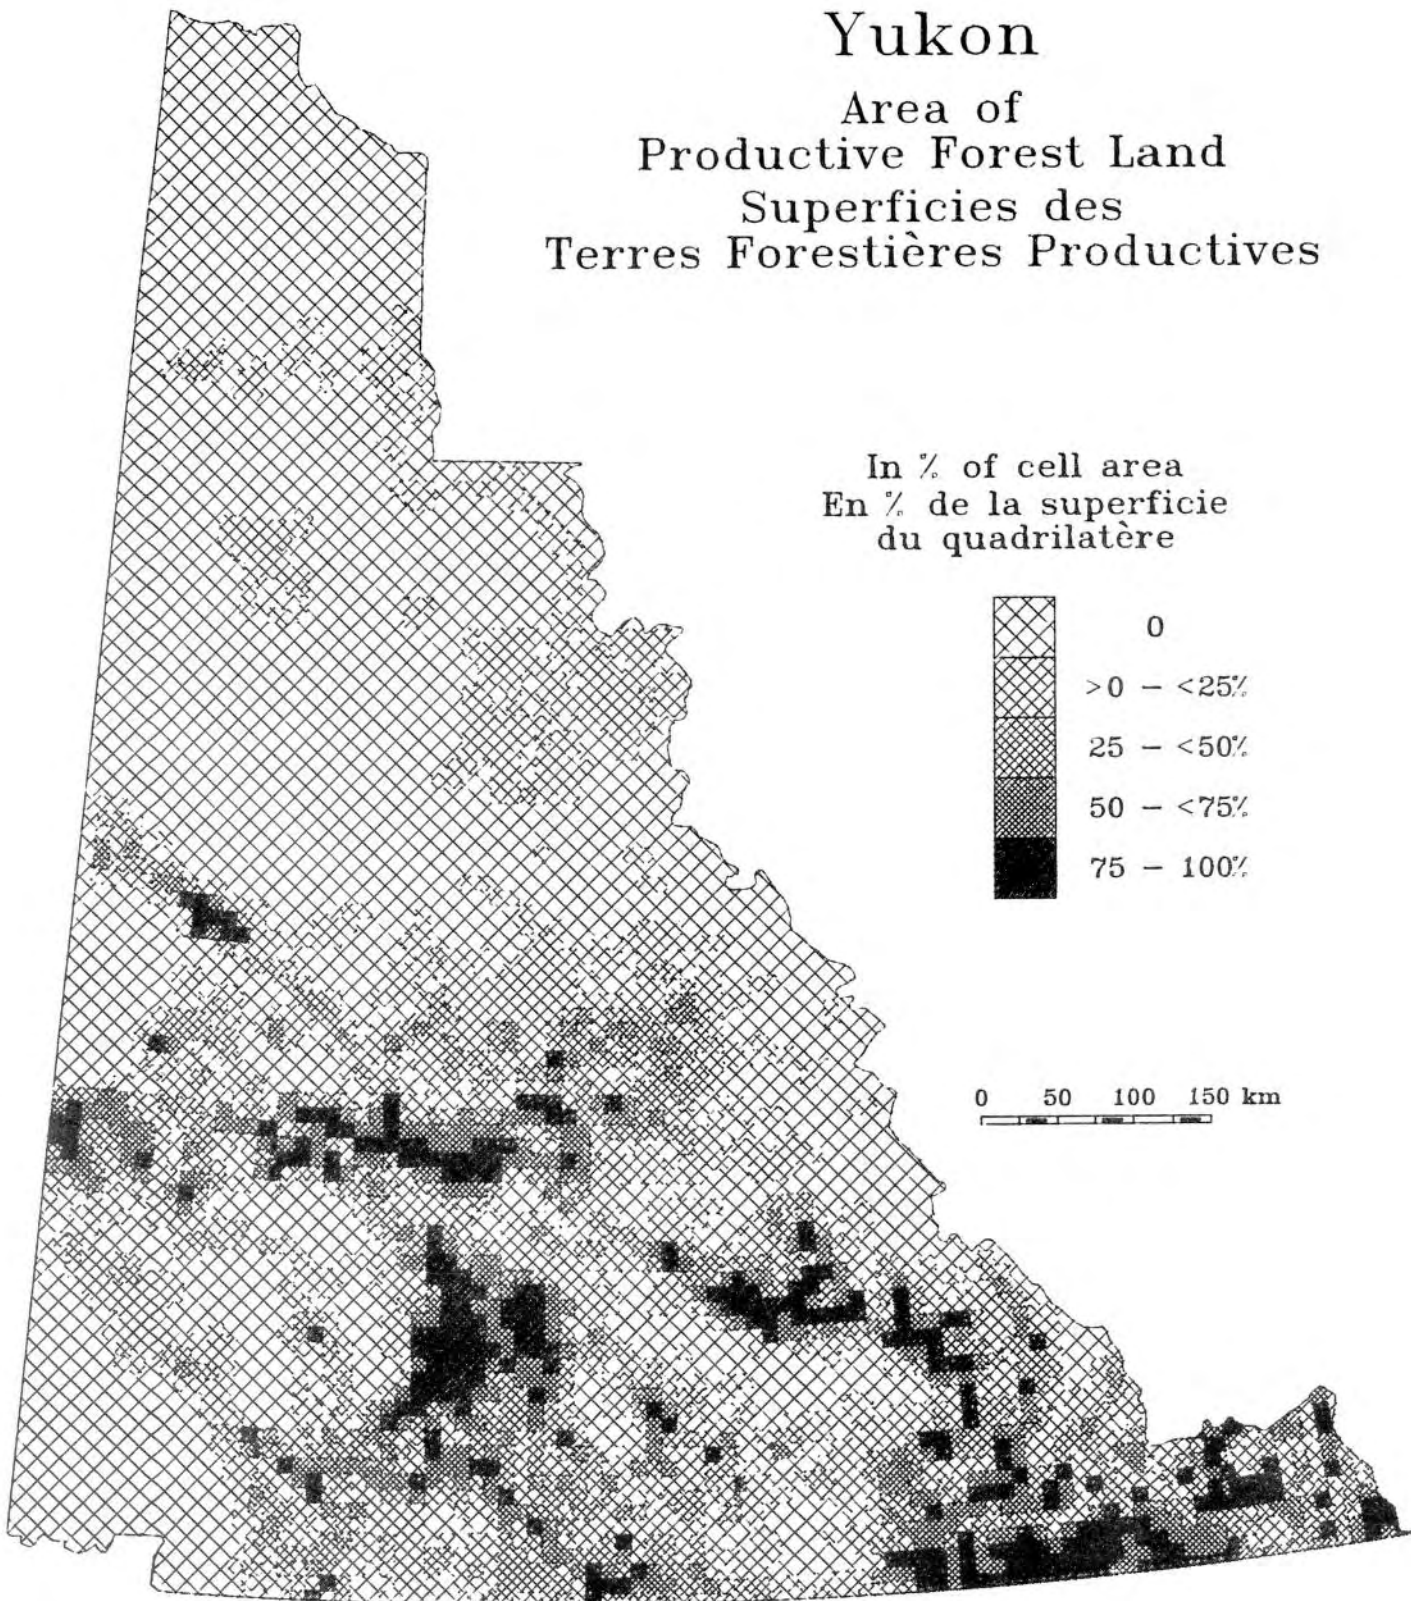 Yukon
Area of
Productive Forest Land
Superficies des
Terres Forestières Productives
In % of cell area
En % de la superficie
du quadrilatère
0
>0 – <25%
25 – <50%
50 – <75%
75 – 100%
0 50 100 150 km